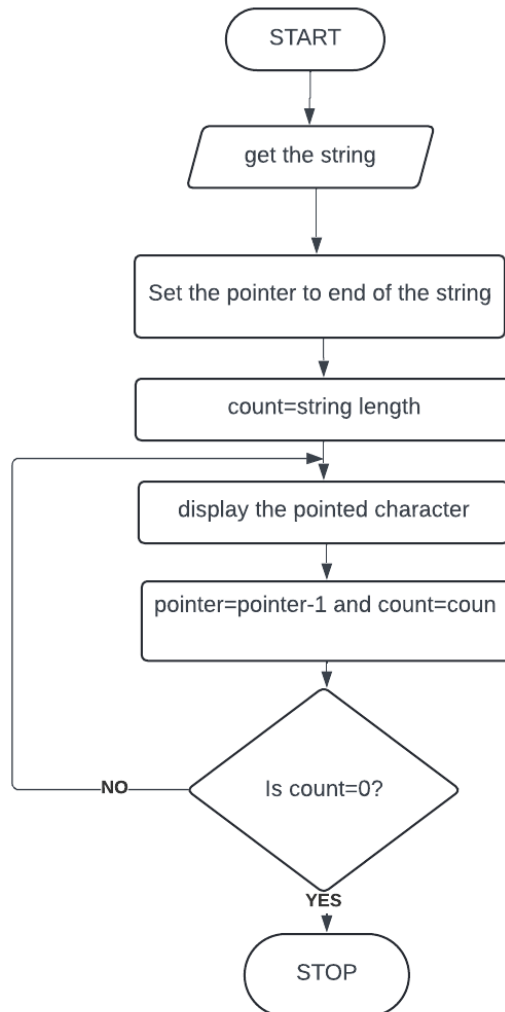 START
get the string
Set the pointer to end of the string
count=string length
display the pointed character
pointer=pointer-1 and count=coun
Is count=0?
NO
YES
STOP